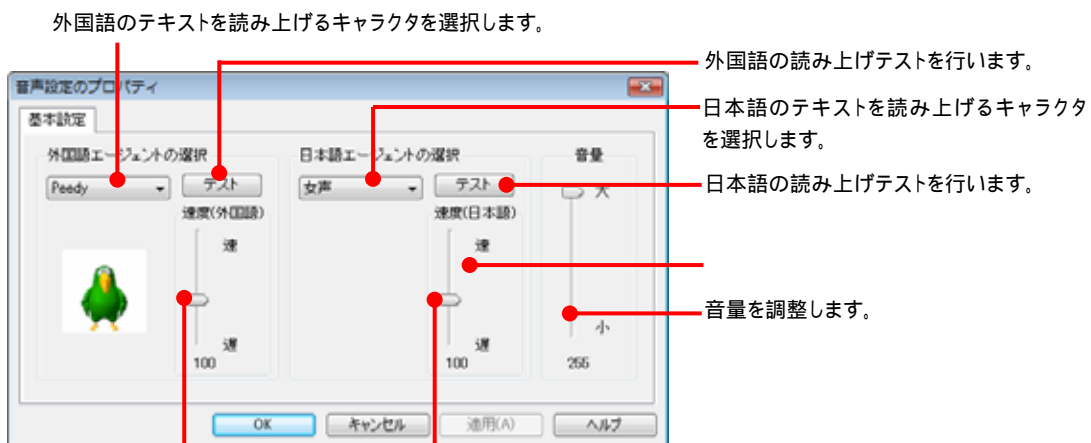 外国語のテキストを読み上げるキャラクタを選択します。
外国語の読み上げテストを行います。
音声設定のプロパティ
日本語のテキストを読み上げるキャラクタ
を選択します。
基本設定
外国語エージェントの選択
日本語エージェントの選択
音量
Peedy
テスト
女声
テスト
大
日本語の読み上げテストを行います。
速度(外国語)
速度(日本語)
速
速
音量を調整します。
小
遅
遅
100
100
255
OK
キャンセル
適用(A)
ヘルプ